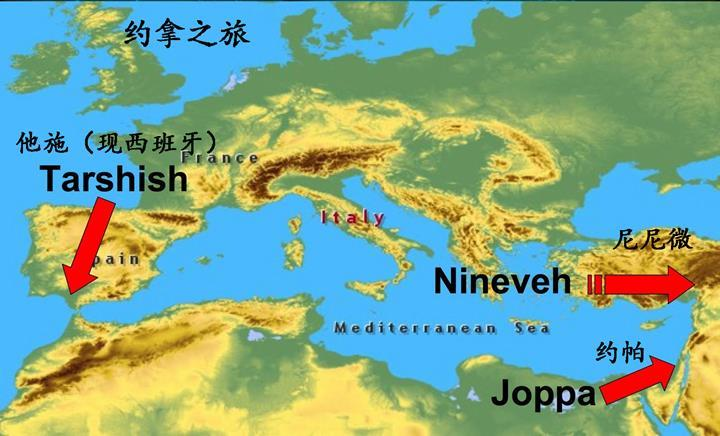 约拿之旅
他施（现西班牙）
France
Tarshish
Italy
尼尼微
Spain
Nineveh
Mediterranean Sea
约帕
Joppa